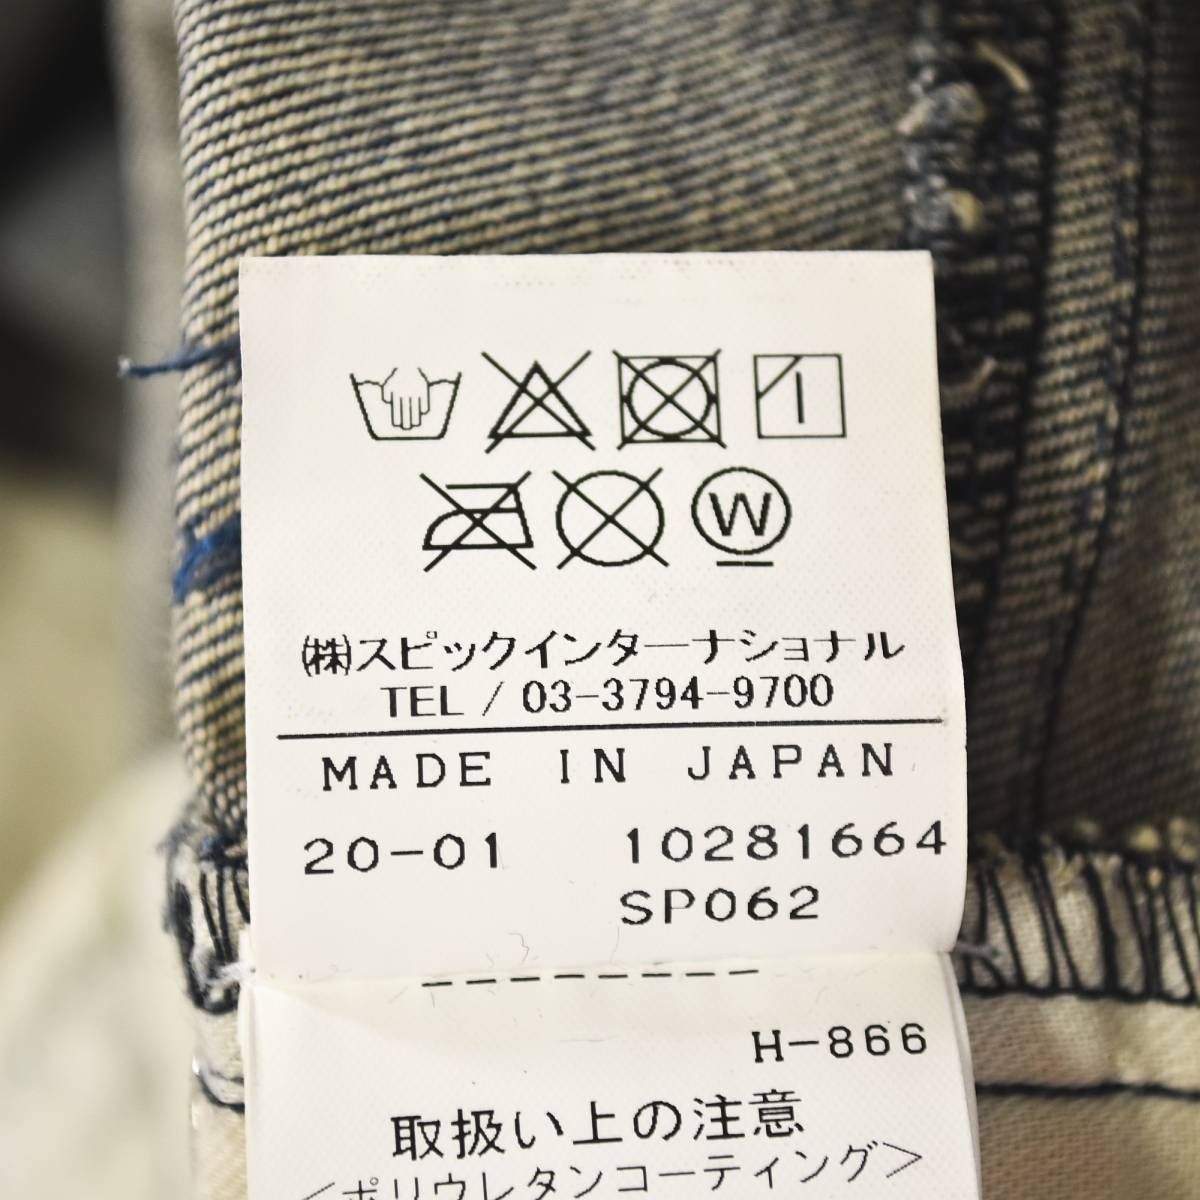 W
㈱スピックインターナショナル
TEL / 03-3794-9700
MADE IN JAPAN
20-01 10281664
SP062
H-866
取扱い上の注意
<ポリウレタンコーティング>